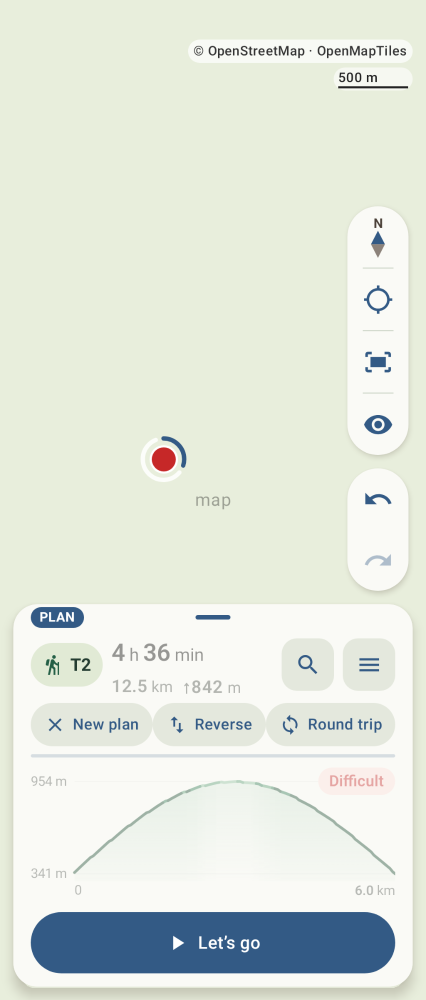 © OpenStreetMap · OpenMapTiles
500 m
N
map
PLAN
T2
4 h 36 min
12.5 km ↑842 m
New plan
Reverse
Round trip
954 m
Difficult
341 m
0
6.0 km
Let's go